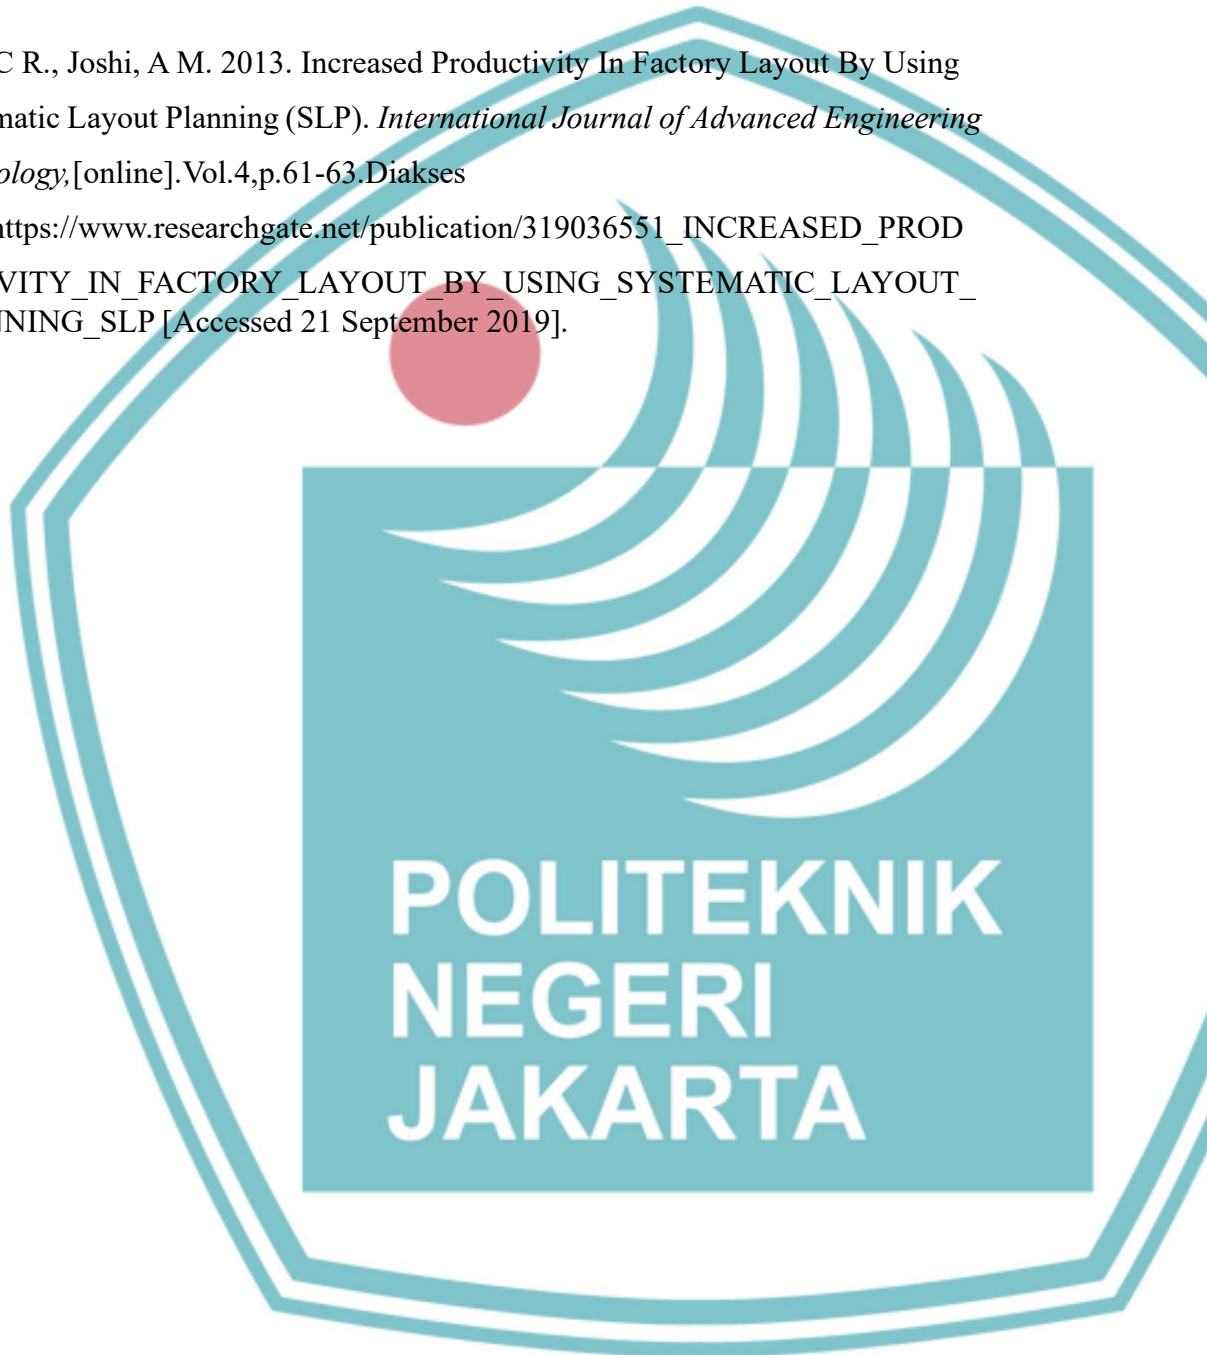 C R., Joshi, A M. 2013. Increased Productivity In Factory Layout By Using
matic Layout Planning (SLP). International Journal of Advanced Engineering
ology,[online].Vol.4,p.61-63.Diakses
https://www.researchgate.net/publication/319036551_INCREASED_PROD
VITY_IN_FACTORY_LAYOUT_BY_USING_SYSTEMATIC_LAYOUT_
NING_SLP [Accessed 21 September 2019].
POLITEKNIK
NEGERI
JAKARTA